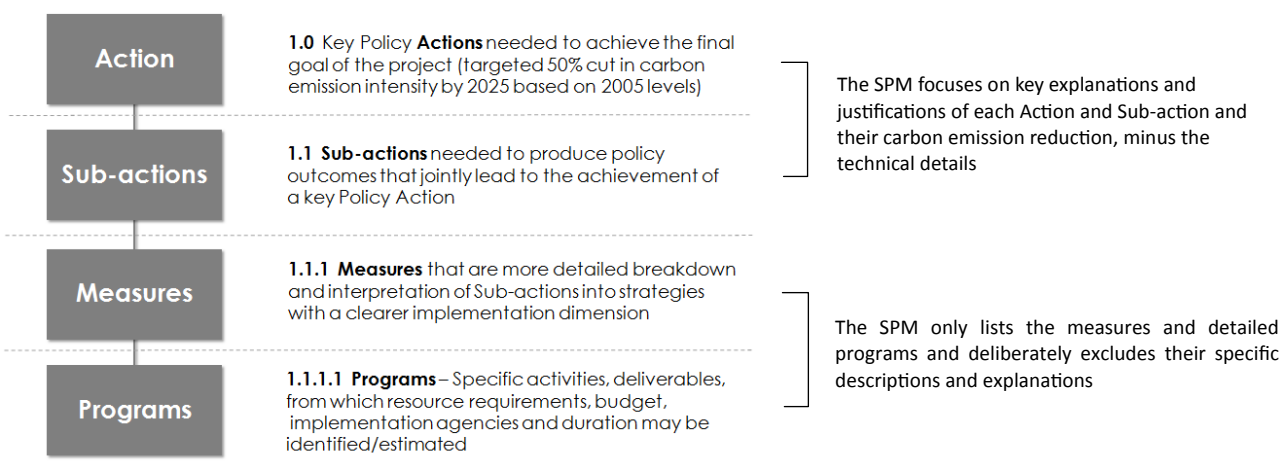 Action
1.0 Key Policy Actions needed to achieve the final
goal of the project (targeted 50% cut in carbon
emission intensity by 2025 based on 2005 levels)
Sub-actions
1.1 Sub-actions needed to produce policy
outcomes that jointly lead to the achievement of
a key Policy Action
The SPM focuses on key explanations and
justifications of each Action and Sub-action and
their carbon emission reduction, minus the
technical details
Measures
1.1.1 Measures that are more detailed breakdown
and interpretation of Sub-actions into strategies
with a clearer implementation dimension
Programs
1.1.1.1 Programs – Specific activities, deliverables,
from which resource requirements, budget,
implementation agencies and duration may be
identified/estimated
The SPM only lists the measures and detailed
programs and deliberately excludes their specific
descriptions and explanations